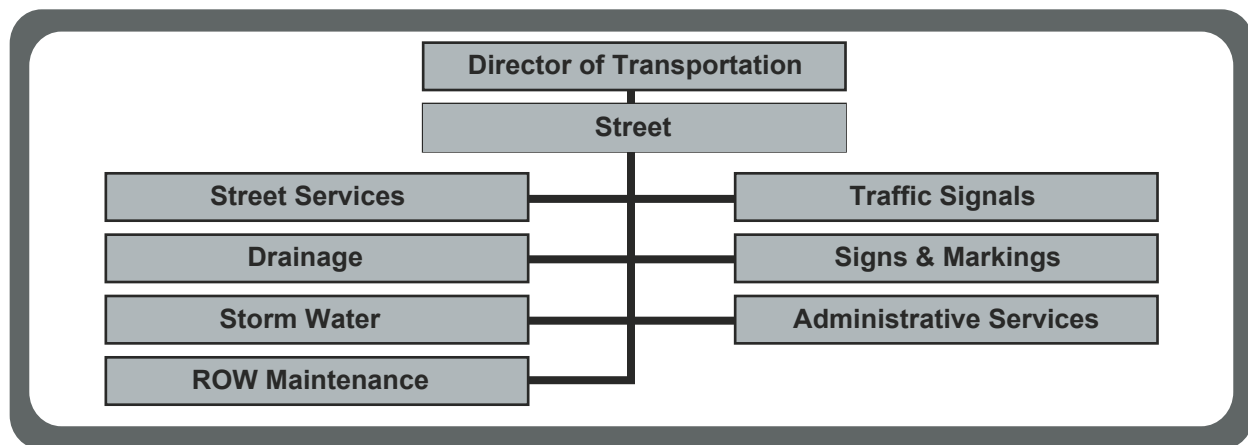 Director of Transportation
Street
Street Services
Traffic Signals
Drainage
Signs & Markings
Storm Water
Administrative Services
ROW Maintenance